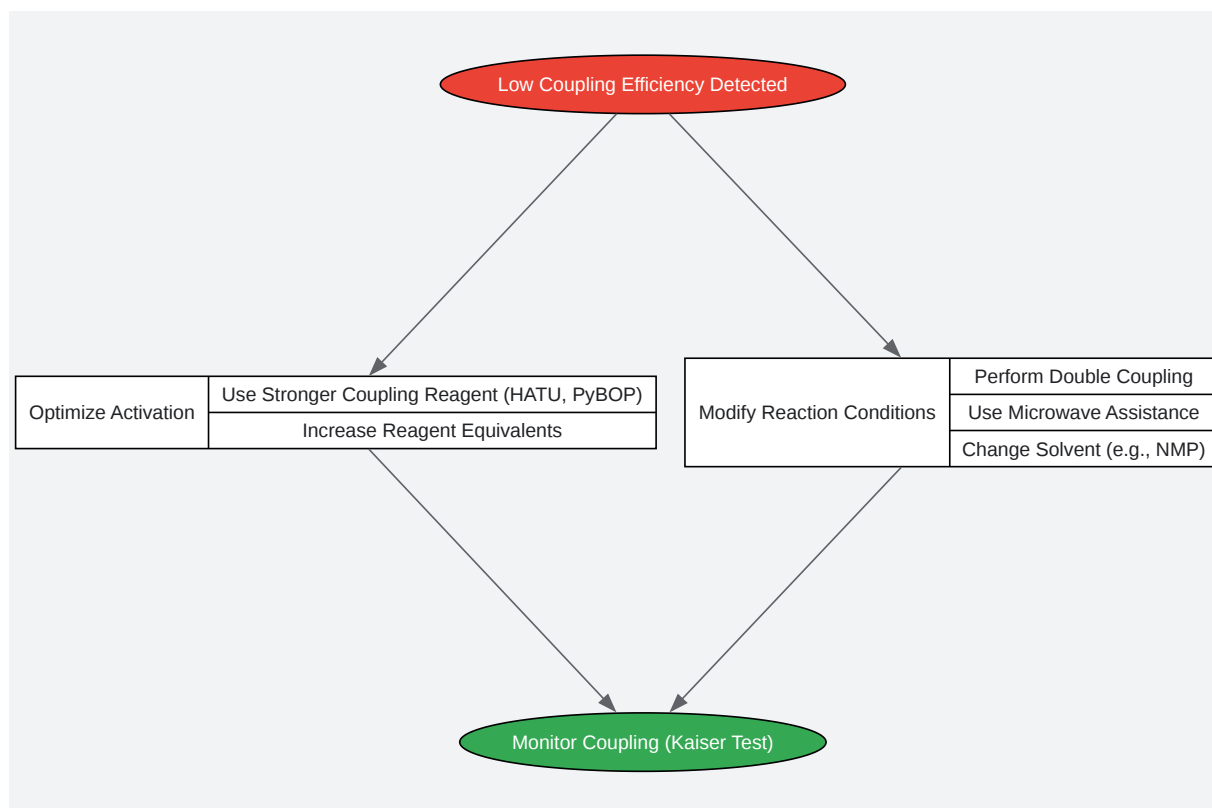 Low Coupling Efficiency Detected
Optimize Activation
Use Stronger Coupling Reagent (HATU, PyBOP)
Increase Reagent Equivalents
Modify Reaction Conditions
Perform Double Coupling
Use Microwave Assistance
Change Solvent (e.g., NMP)
Monitor Coupling (Kaiser Test)